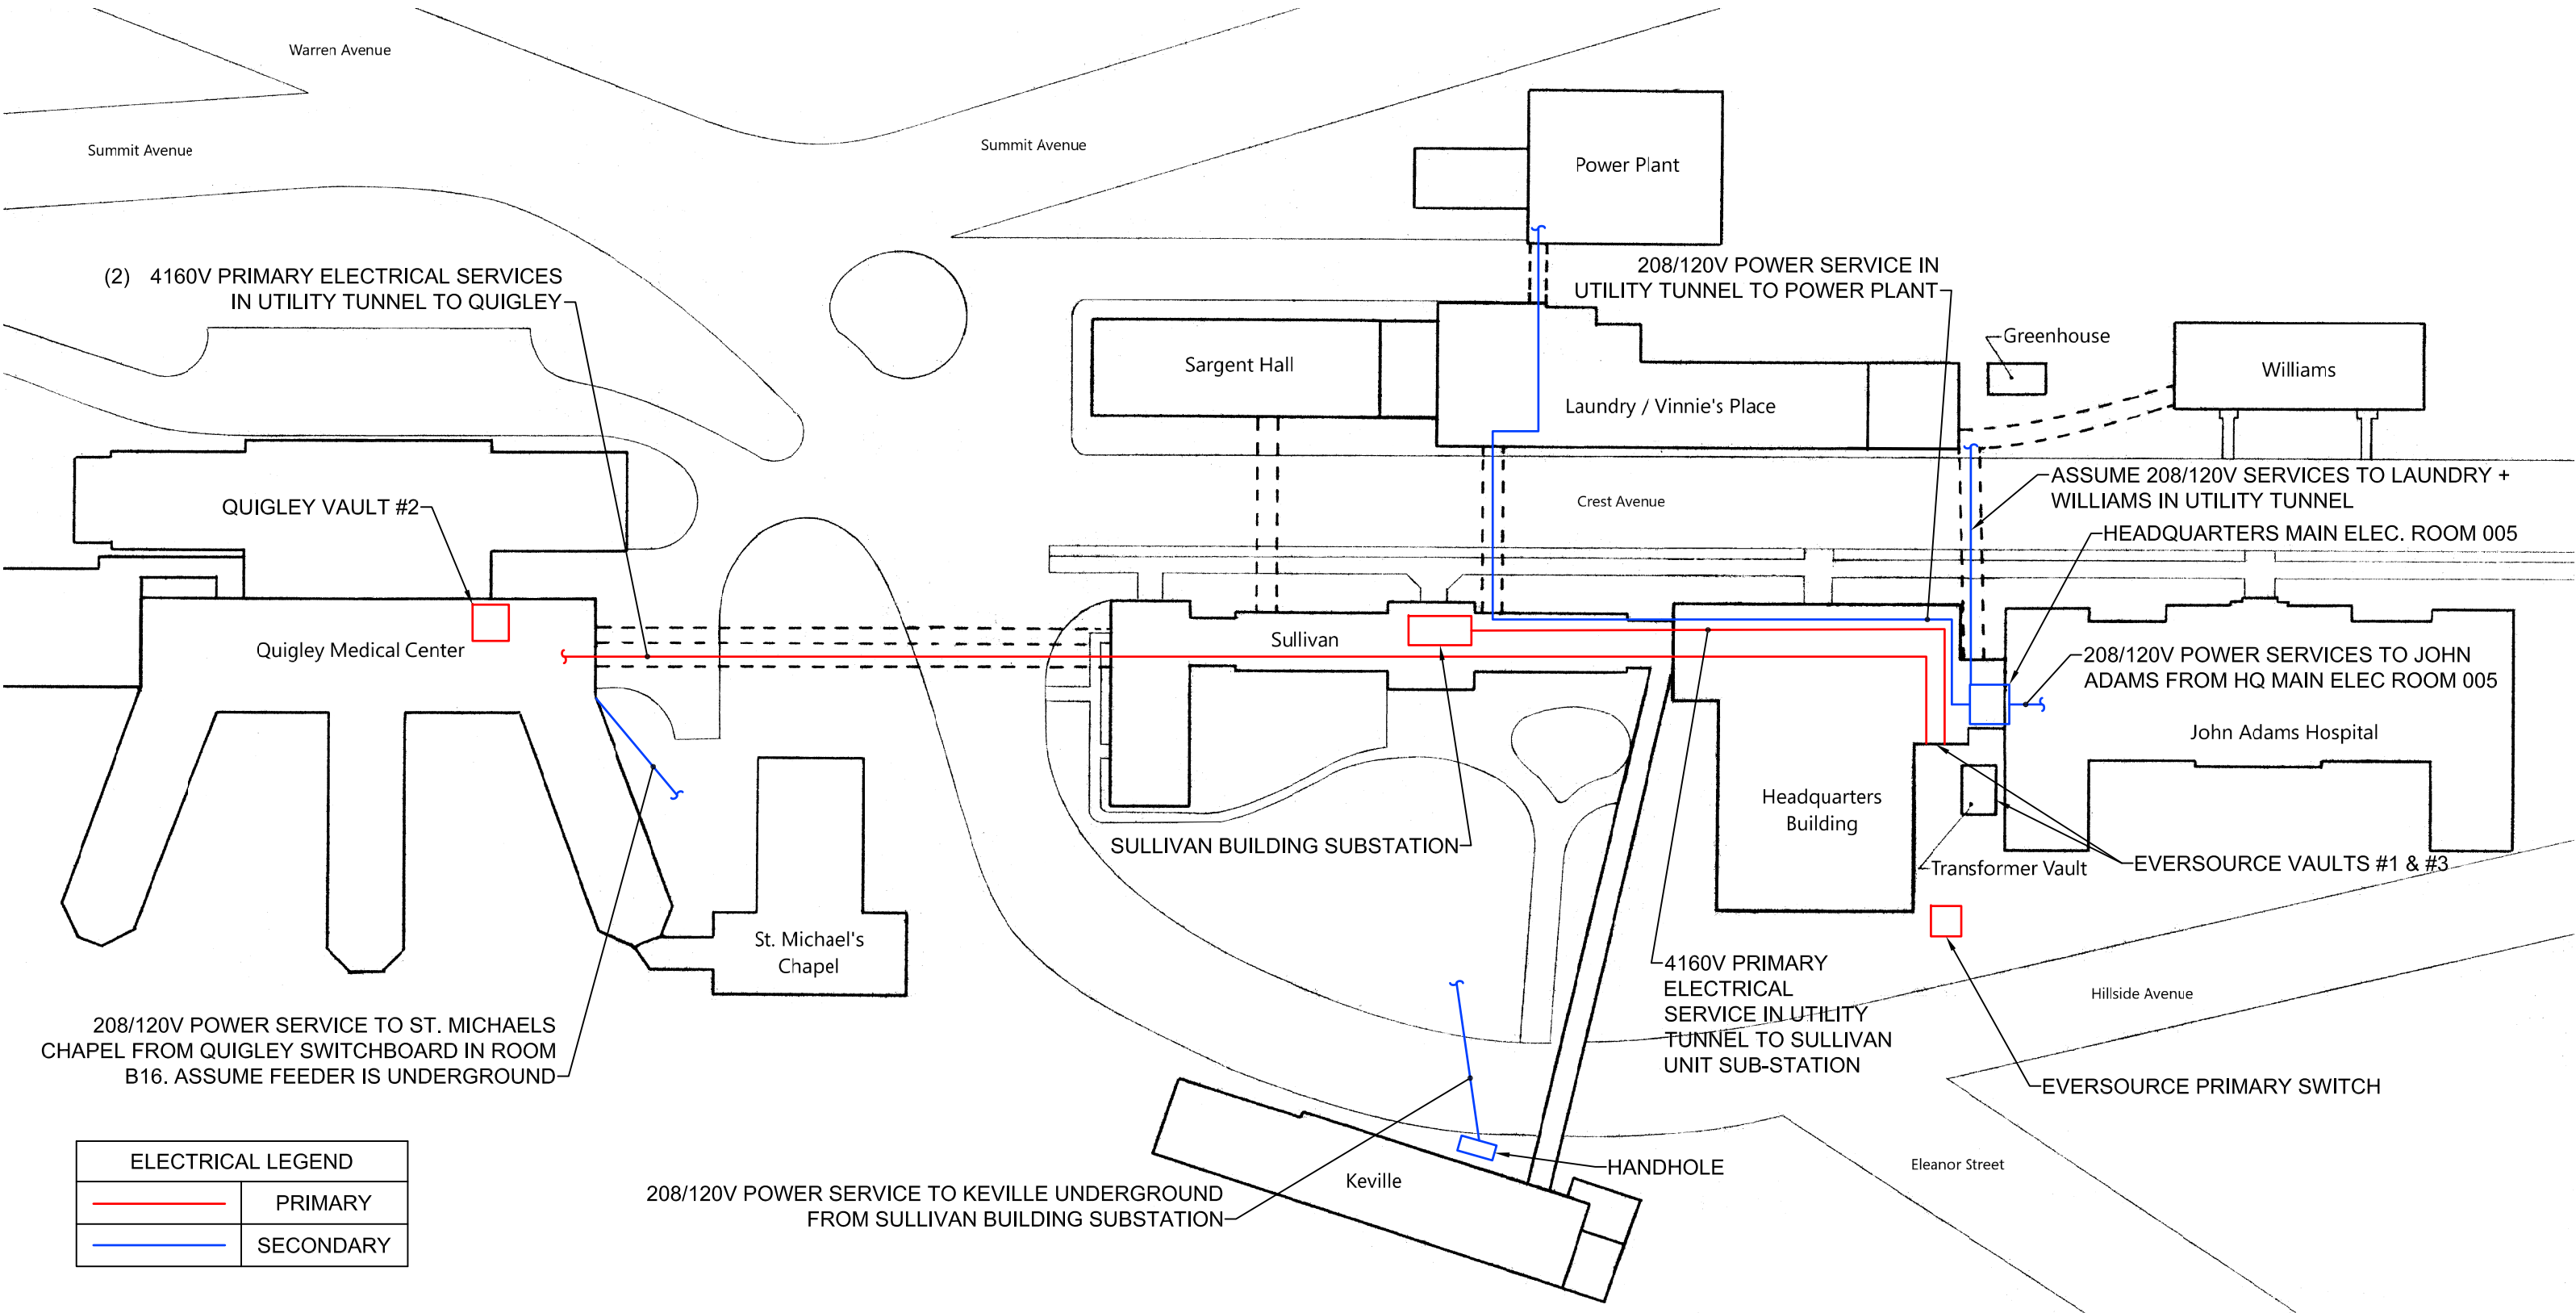 Warren Avenue
Summit Avenue
Summit Avenue
Power Plant
(2) 4160V PRIMARY ELECTRICAL SERVICES
IN UTILITY TUNNEL TO QUIGLEY
208/120V POWER SERVICE IN
UTILITY TUNNEL TO POWER PLANT
Greenhouse
Sargent Hall
Williams
Laundry / Vinnie's Place
QUIGLEY VAULT #2
Crest Avenue
ASSUME 208/120V SERVICES TO LAUNDRY +
WILLIAMS IN UTILITY TUNNEL
HEADQUARTERS MAIN ELEC. ROOM 005
Quigley Medical Center
Sullivan
208/120V POWER SERVICES TO JOHN
ADAMS FROM HQ MAIN ELEC ROOM 005
John Adams Hospital
Headquarters
Building
SULLIVAN BUILDING SUBSTATION
Transformer Vault
EVERSOURCE VAULTS #1 & #3
St. Michael's
Chapel
4160V PRIMARY
ELECTRICAL
SERVICE IN UTILITY
TUNNEL TO SULLIVAN
UNIT SUB-STATION
Hillside Avenue
208/120V POWER SERVICE TO ST. MICHAELS
CHAPEL FROM QUIGLEY SWITCHBOARD IN ROOM
B16. ASSUME FEEDER IS UNDERGROUND
EVERSOURCE PRIMARY SWITCH
ELECTRICAL LEGEND
PRIMARY
SECONDARY
HANDHOLE
Eleanor Street
Keville
208/120V POWER SERVICE TO KEVILLE UNDERGROUND
FROM SULLIVAN BUILDING SUBSTATION